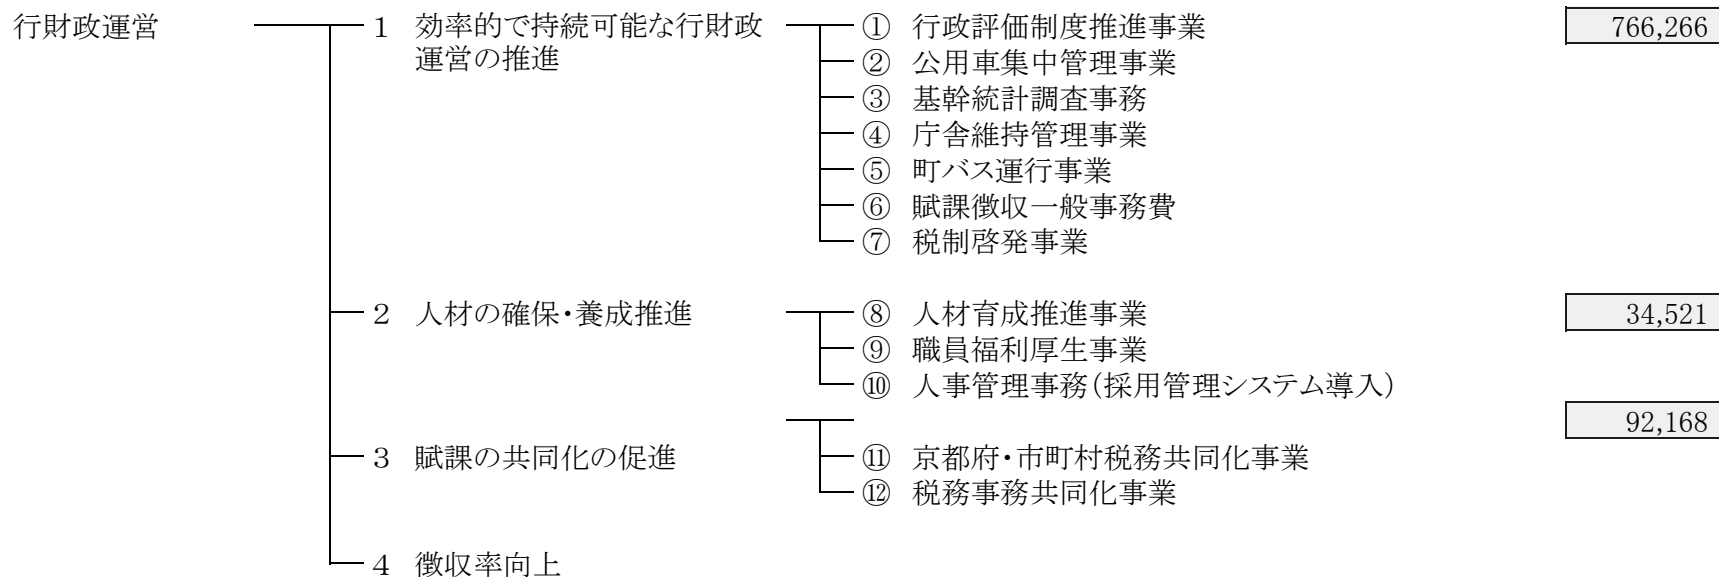 行財政運営 1 効率的で持続可能な行財政 ① 行政評価制度推進事業 766,266
運営の推進 ② 公用車集中管理事業
③ 基幹統計調査事務
④ 庁舎維持管理事業
⑤ 町バス運行事業
⑥ 賦課徴収一般事務費
⑦ 税制啓発事業
2 人材の確保・養成推進 ⑧ 人材育成推進事業 34,521
⑨ 職員福利厚生事業
⑩ 人事管理事務(採用管理システム導入)
92,168
3 賦課の共同化の促進 ⑪ 京都府・市町村税務共同化事業
⑫ 税務事務共同化事業
4 徴収率向上